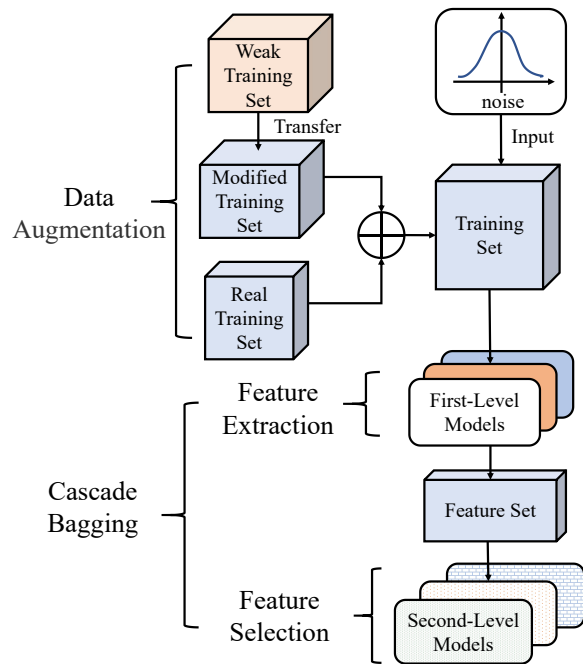 Weak
Training
Set
Transfer
noise
Input
Modified
Training
Set
Data
Augmentation
Training
Set
Real
Training
Set
Feature
Extraction
First-Level
Models
Cascade
Bagging
Feature Set
Feature
Selection
Second-Level
Models